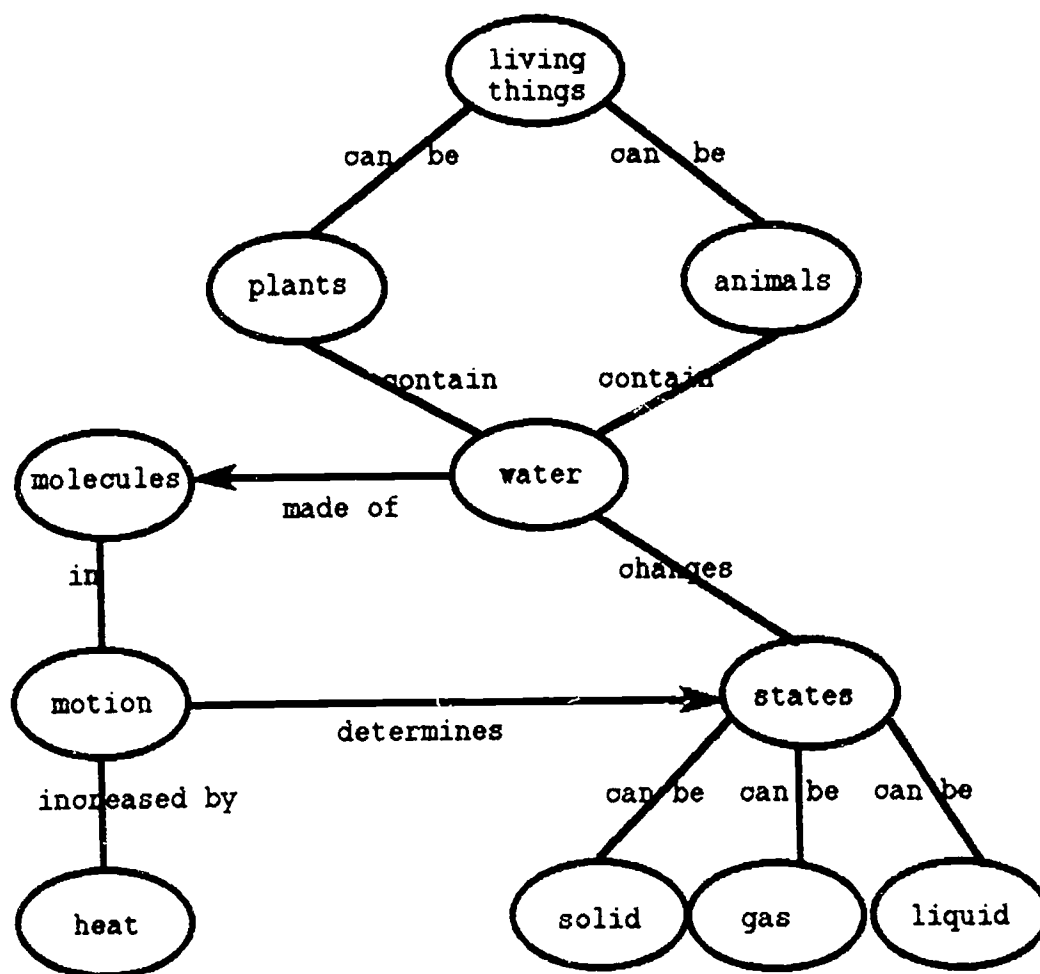 living
things
can be
can be
plants
animals
contain
contain
molecules
water
made of
in
changes
motion
states
determines
increased by
can be
can be
can be
heat
solid
gas
liquid